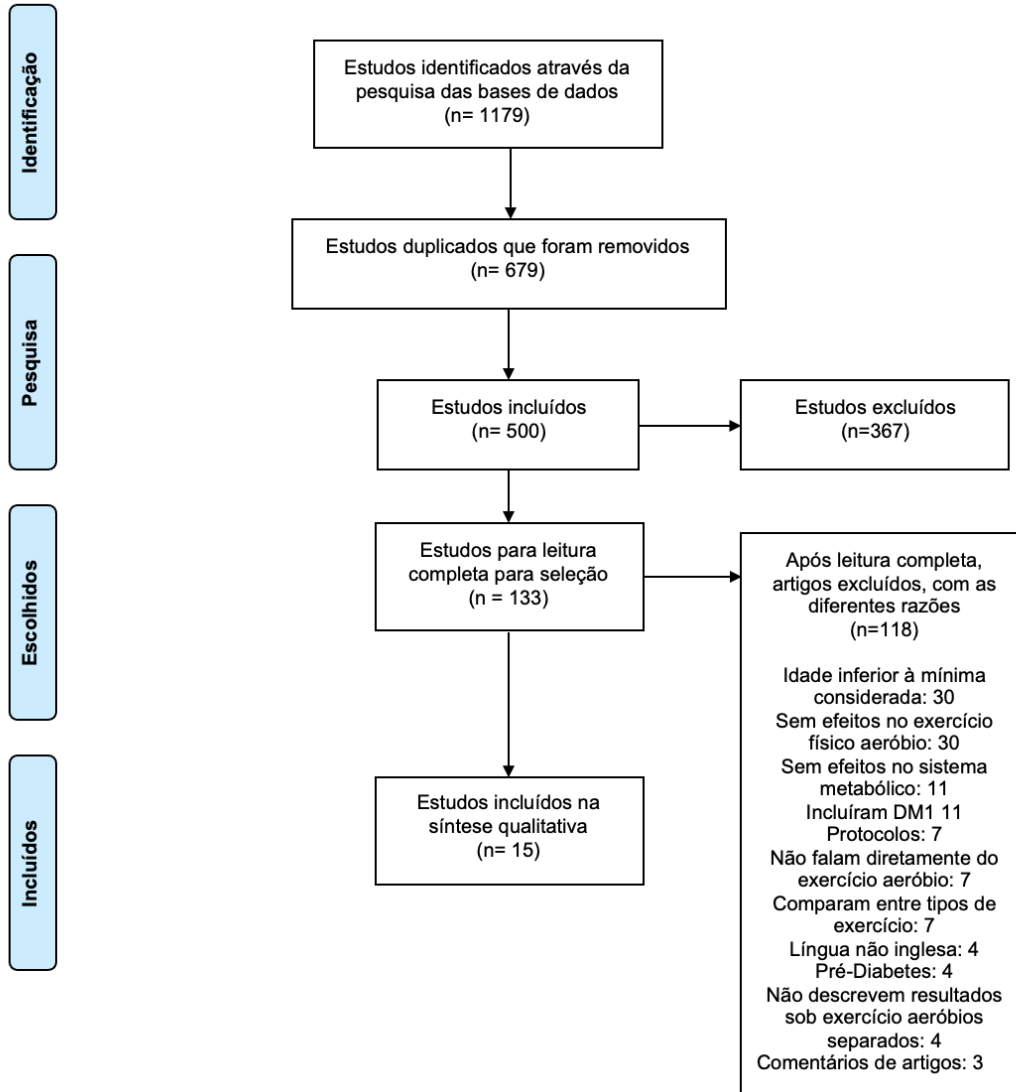 Identificação
Estudos identificados através da
pesquisa das bases de dados
(n= 1179)
Estudos duplicados que foram removidos
(n= 679)
Pesquisa
Estudos incluídos
(n= 500)
Estudos excluídos
(n=367)
Escolhidos
Estudos para leitura
completa para seleção
(n = 133)
Após leitura completa,
artigos excluídos, com as
diferentes razões
(n=118)
Idade inferior à mínima
considerada: 30
Sem efeitos no exercício
físico aeróbio: 30
Sem efeitos no sistema
metabólico: 11
Incluíram DM1 11
Protocolos: 7
Não falam diretamente do
exercício aeróbio: 7
Comparam entre tipos de
exercício: 7
Língua não inglesa: 4
Pré-Diabetes: 4
Não descrevem resultados
sob exercício aeróbios
separados: 4
Comentários de artigos: 3
Incluídos
Estudos incluídos na
síntese qualitativa
(n= 15)